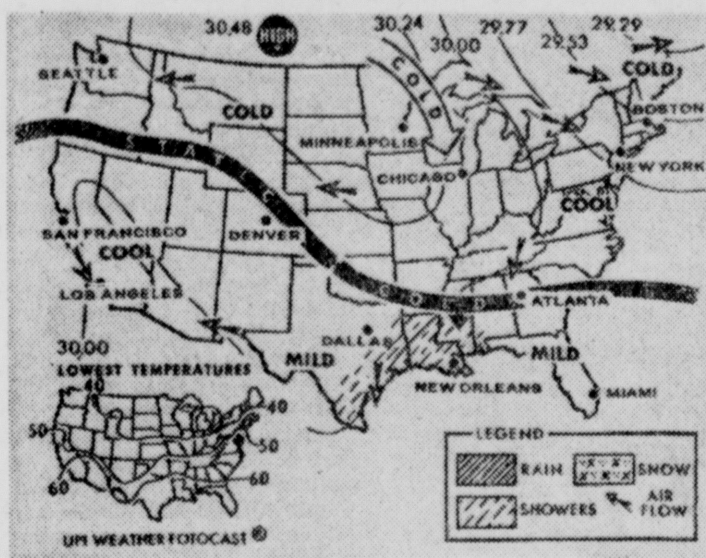 30.48 HIGH 30.24 29.77 29.29
30.00 29.53
SEATTLE COLD COLD COLD
BOSTON
MINNEAPOLIS
STATIC CHICAGO NEW YORK
SAN FRANCISCO DENVER COOL
COOL
LOS ANGELES COLD ATLANTA
30.00 MILD DALLAS MILD
LOWEST TEMPERATURES NEW ORLEANS MIAMI
40 40
50 50
60 60
LEGEND
RAIN SNOW
SHOWERS AIR FLOW
UPI WEATHER FOTOCAST ®